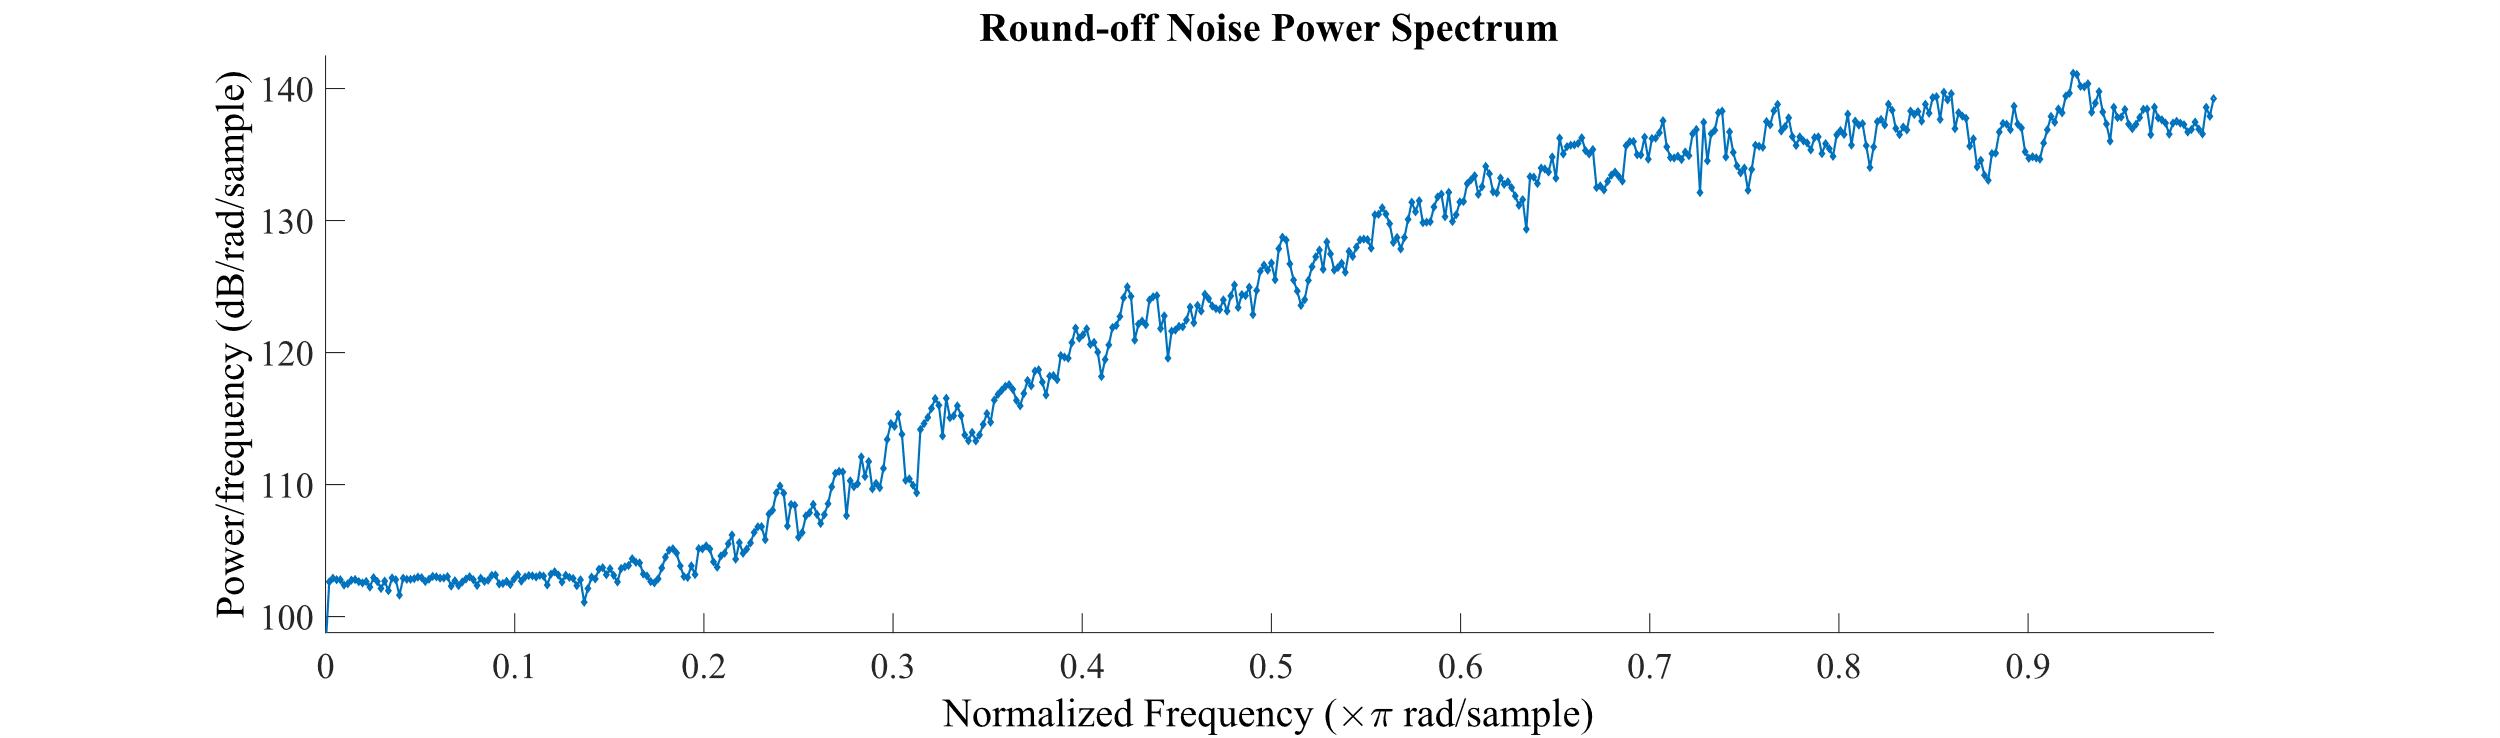 Round-off Noise Power Spectrum
Power/frequency (dB/rad/sample)
140
130
120
110
100
0 0.1 0.2 0.3 0.4 0.5 0.6 0.7 0.8 0.9
Normalized Frequency (×π rad/sample)